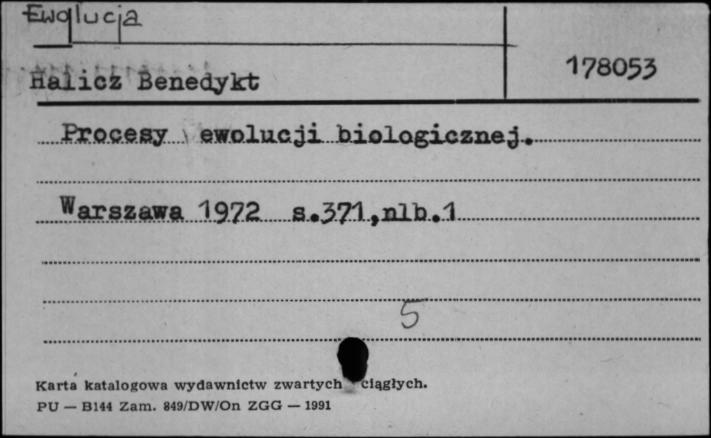 Ewolucja
178053
Halicz Benedykt
Procesy ewolucji biologicznej.
Warszawa 1972 s.371,nlb.1
5
Karta katalogowa wydawnictw zwartych ciągłych.
PU — B144 Zam. 849/DW/On ZGG — 1991